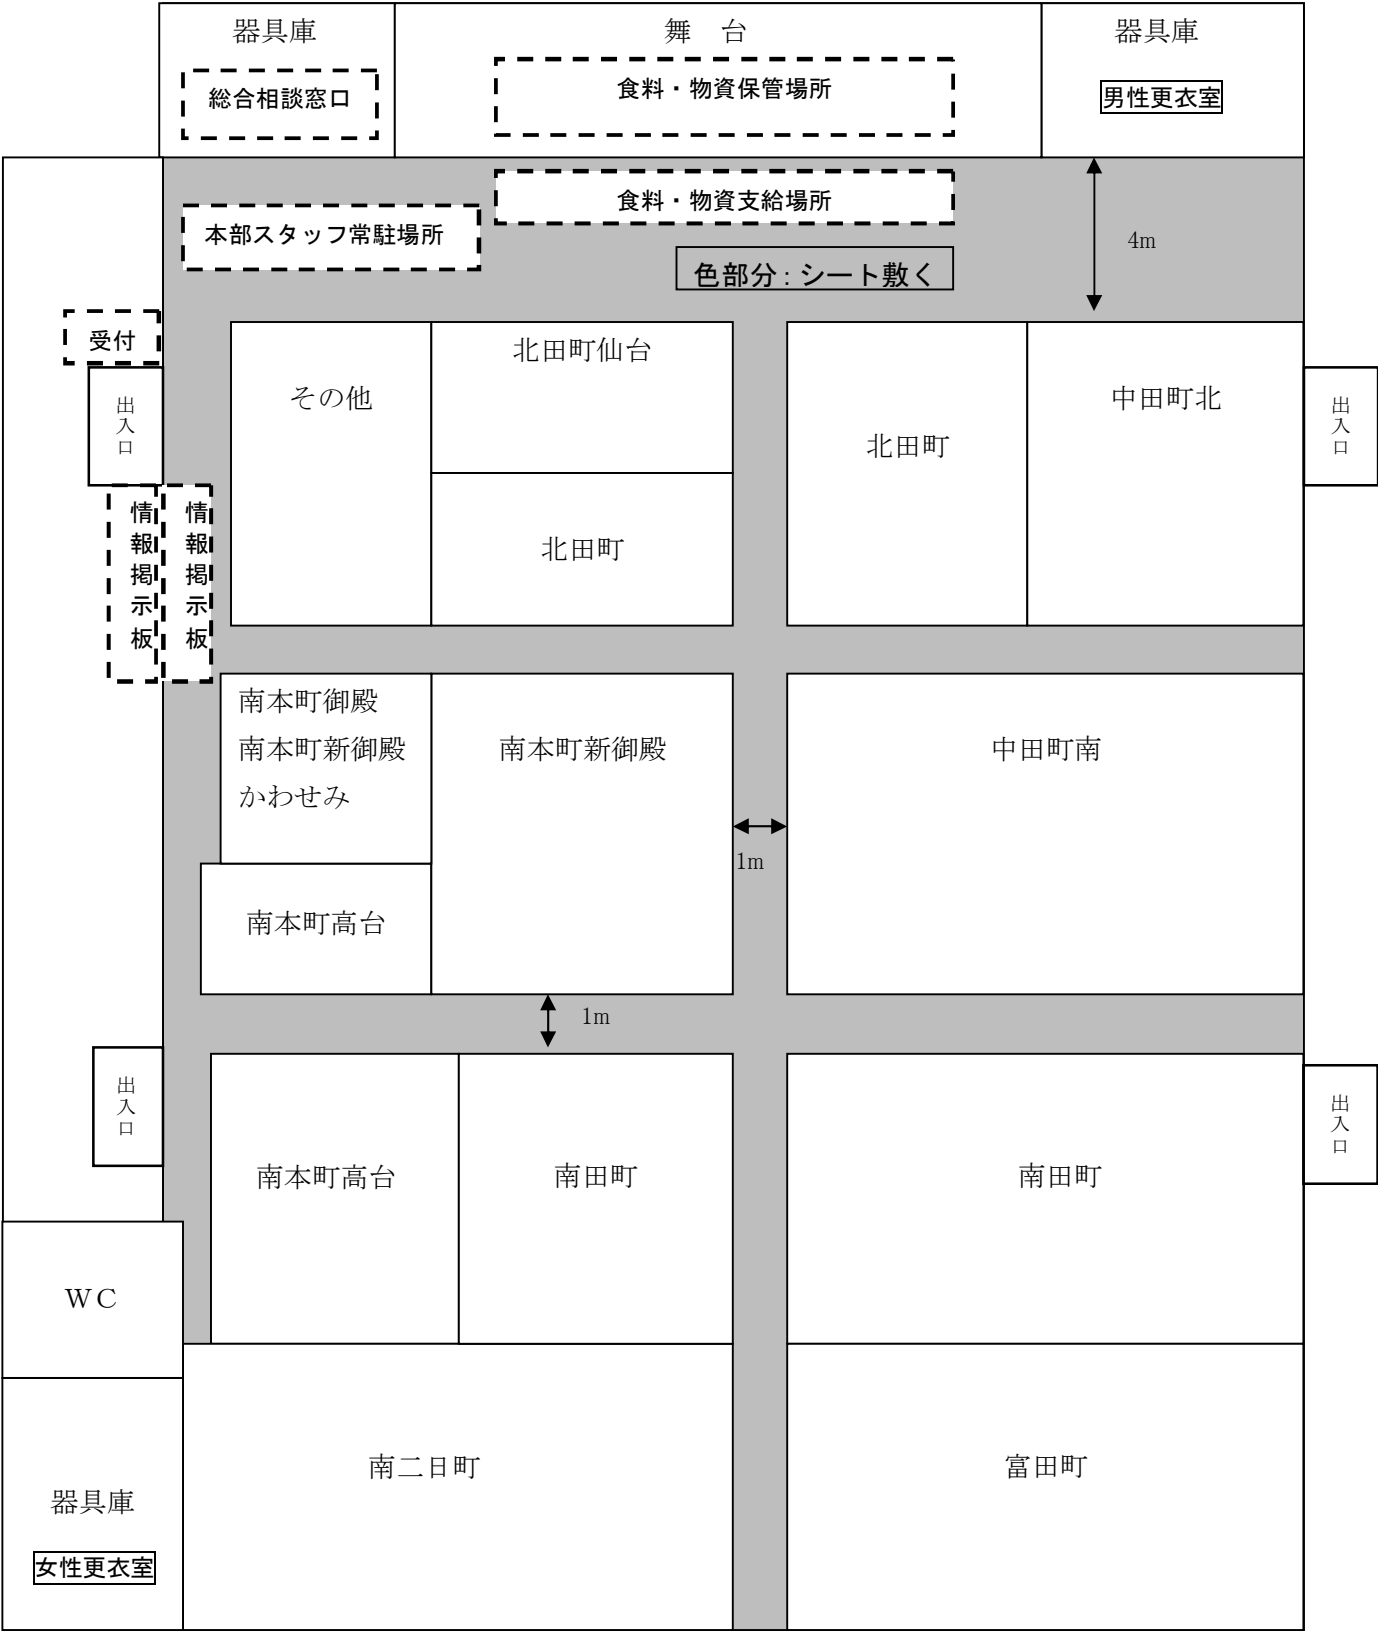 器具庫
舞　台
器具庫
総合相談窓口
食料・物資保管場所
男性更衣室
食料・物資支給場所
本部スタッフ常駐場所
4m
色部分：シート敷く
受付
出入口
その他
北田町仙台
北田町
北田町
中田町北
出入口
情報掲示板
情報掲示板
南本町御殿
南本町新御殿
かわせみ
南本町新御殿
中田町南
1m
南本町高台
1m
出入口
南本町高台
南田町
南田町
出入口
ＷＣ
南二日町
富田町
器具庫
女性更衣室